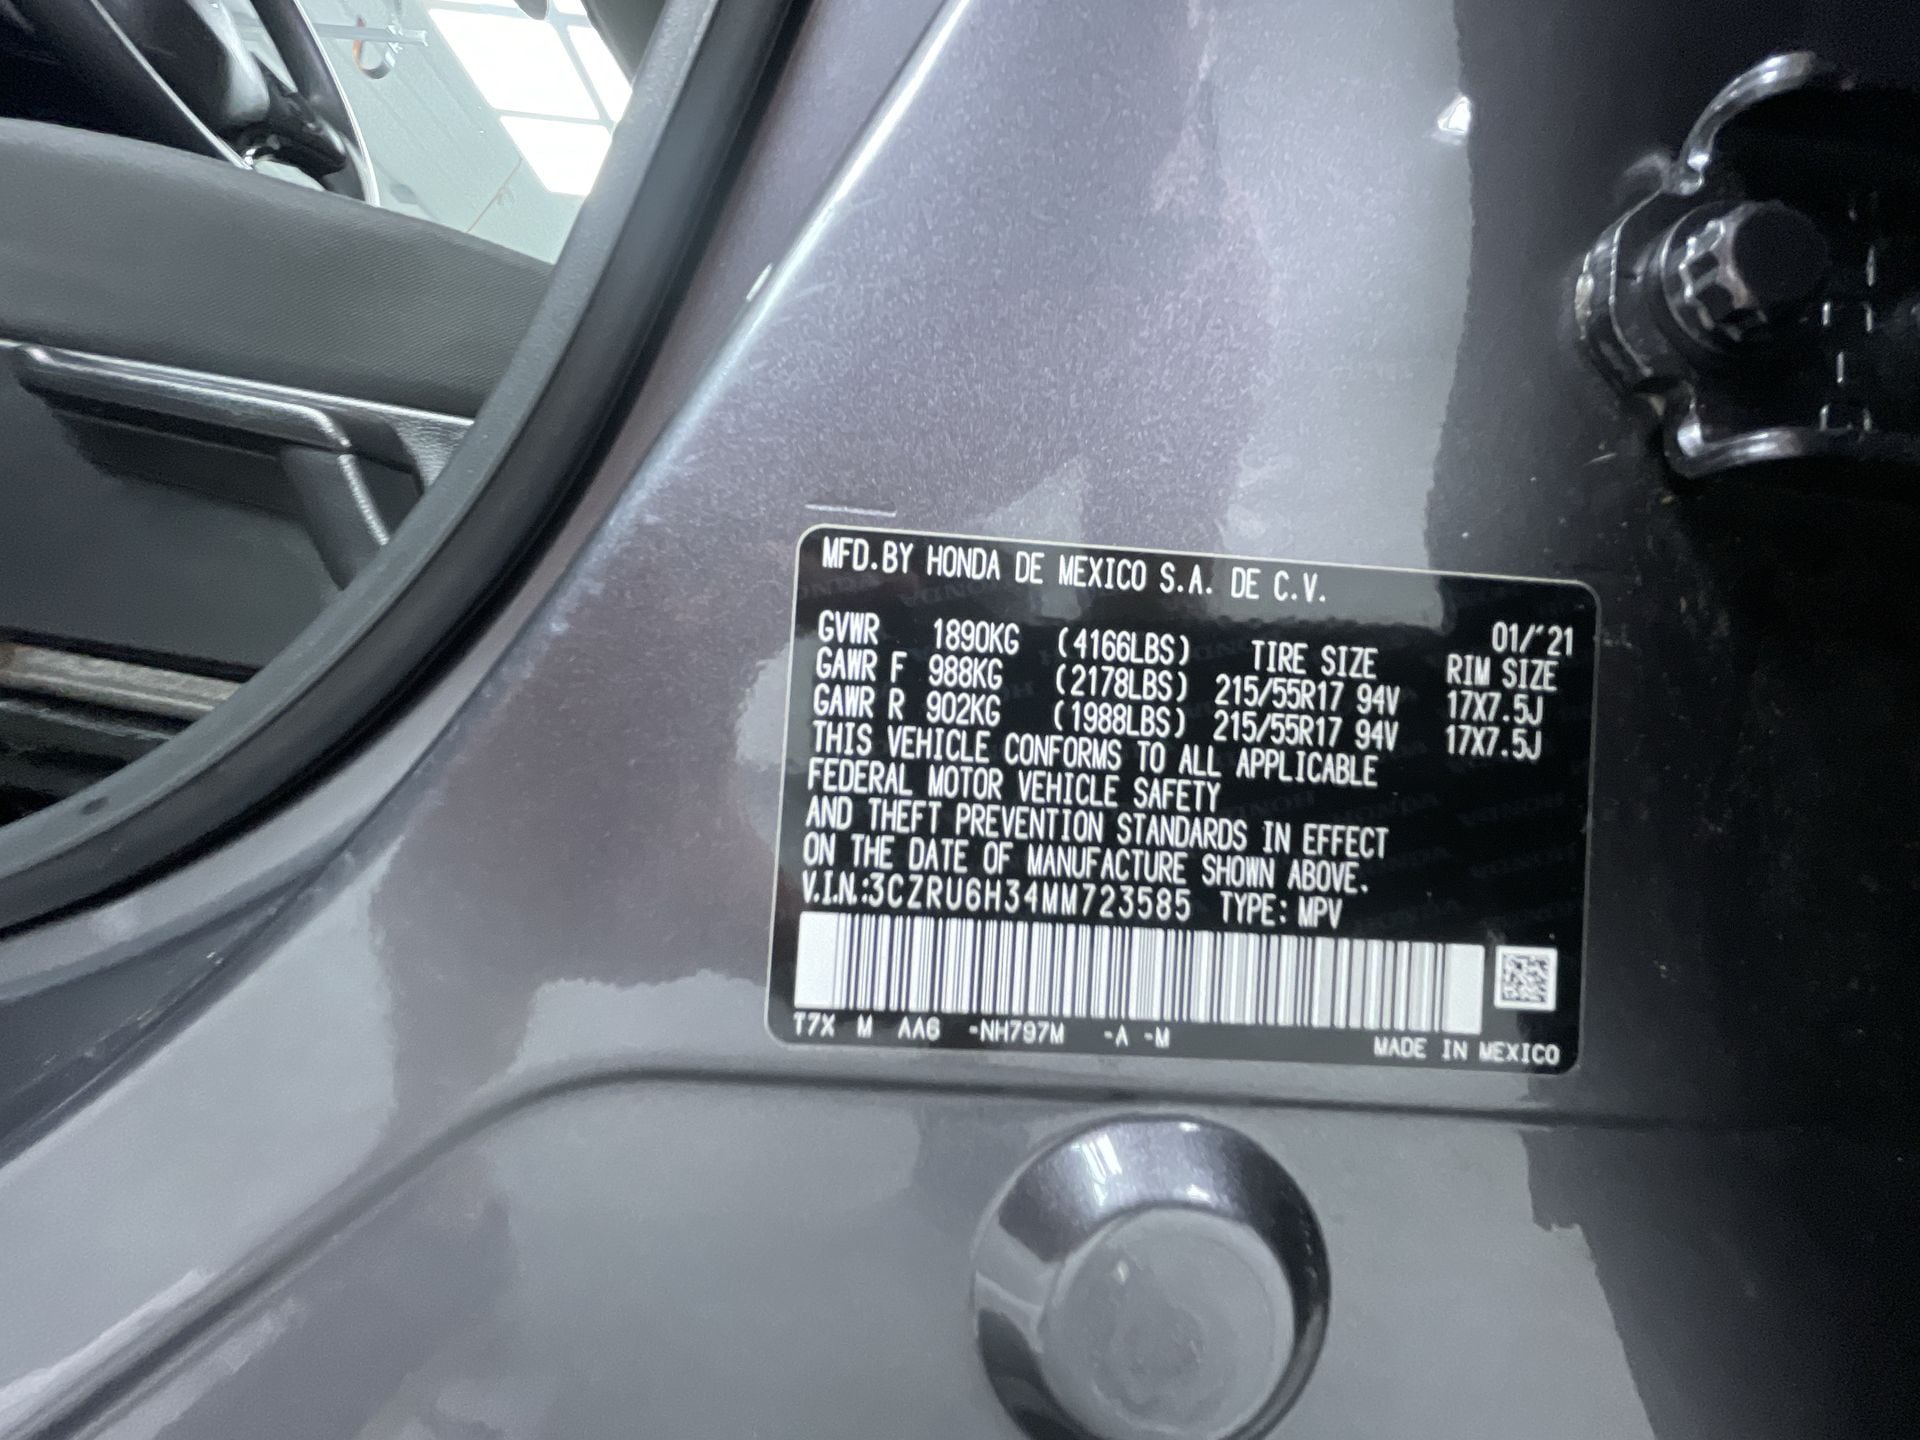 MFD.BY HONDA DE MEXICO S.A. DE C.V.
01/'21
GVWR 1890KG (4166LBS) TIRE SIZE RIM SIZE
GAWR F 988KG (2178LBS) 215/55R17 94V 17X7.5J
GAWR R 902KG (1988LBS) 215/55R17 94V 17X7.5J
THIS VEHICLE CONFORMS TO ALL APPLICABLE
FEDERAL MOTOR VEHICLE SAFETY
AND THEFT PREVENTION STANDARDS IN EFFECT
ON THE DATE OF MANUFACTURE SHOWN ABOVE.
V.I.N.:3CZRU6H34MM723585 TYPE: MPV
T7X M AA6 -NH797M -A -M
MADE IN MEXICO